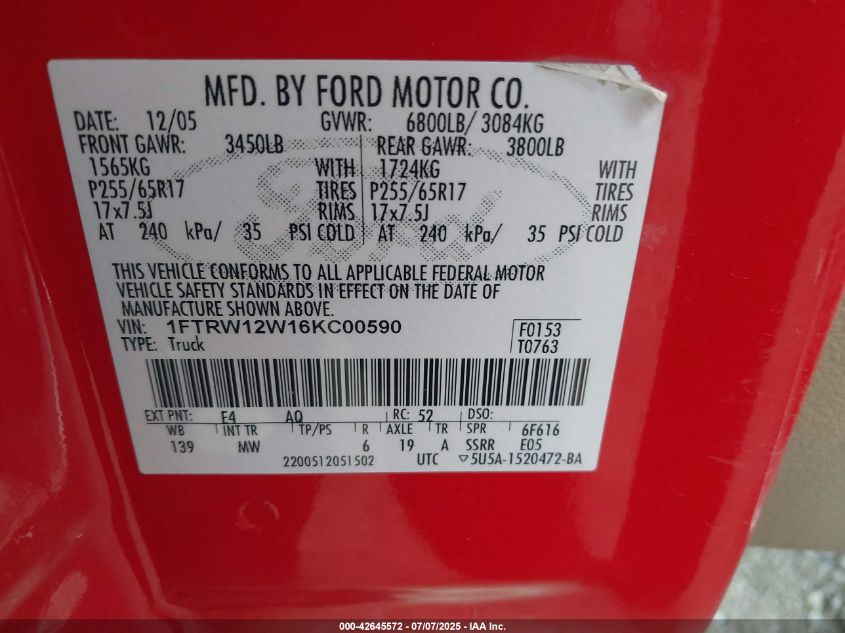 MFD. BY FORD MOTOR CO.
DATE: 12/05 GVWR: 6800LB/ 3084KG
FRONT GAWR: 3450LB REAR GAWR: 3800LB
1565KG WITH 1724KG WITH
P255/65R17 TIRES P255/65R17 TIRES
17x7.5J RIMS 17x7.5J RIMS
AT 240 kPa/ 35 PSI COLD AT 240 kPa/ 35 PSI COLD
Ford
THIS VEHICLE CONFORMS TO ALL APPLICABLE FEDERAL MOTOR
VEHICLE SAFETY STANDARDS IN EFFECT ON THE DATE OF
MANUFACTURE SHOWN ABOVE.
VIN: 1FTRW12W16KC00590 F0153
TYPE: Truck T0763
EXT PNT: E4 AQ RC: 52 DSO:
WB INT TR TP/PS R AXLE TR SPR 6F616
139 MW 6 19 A SSRR E05
2200512051502 UTC ▽5U5A-1520472-BA
000-42645572 / 07/07/2025 - IAA Inc.